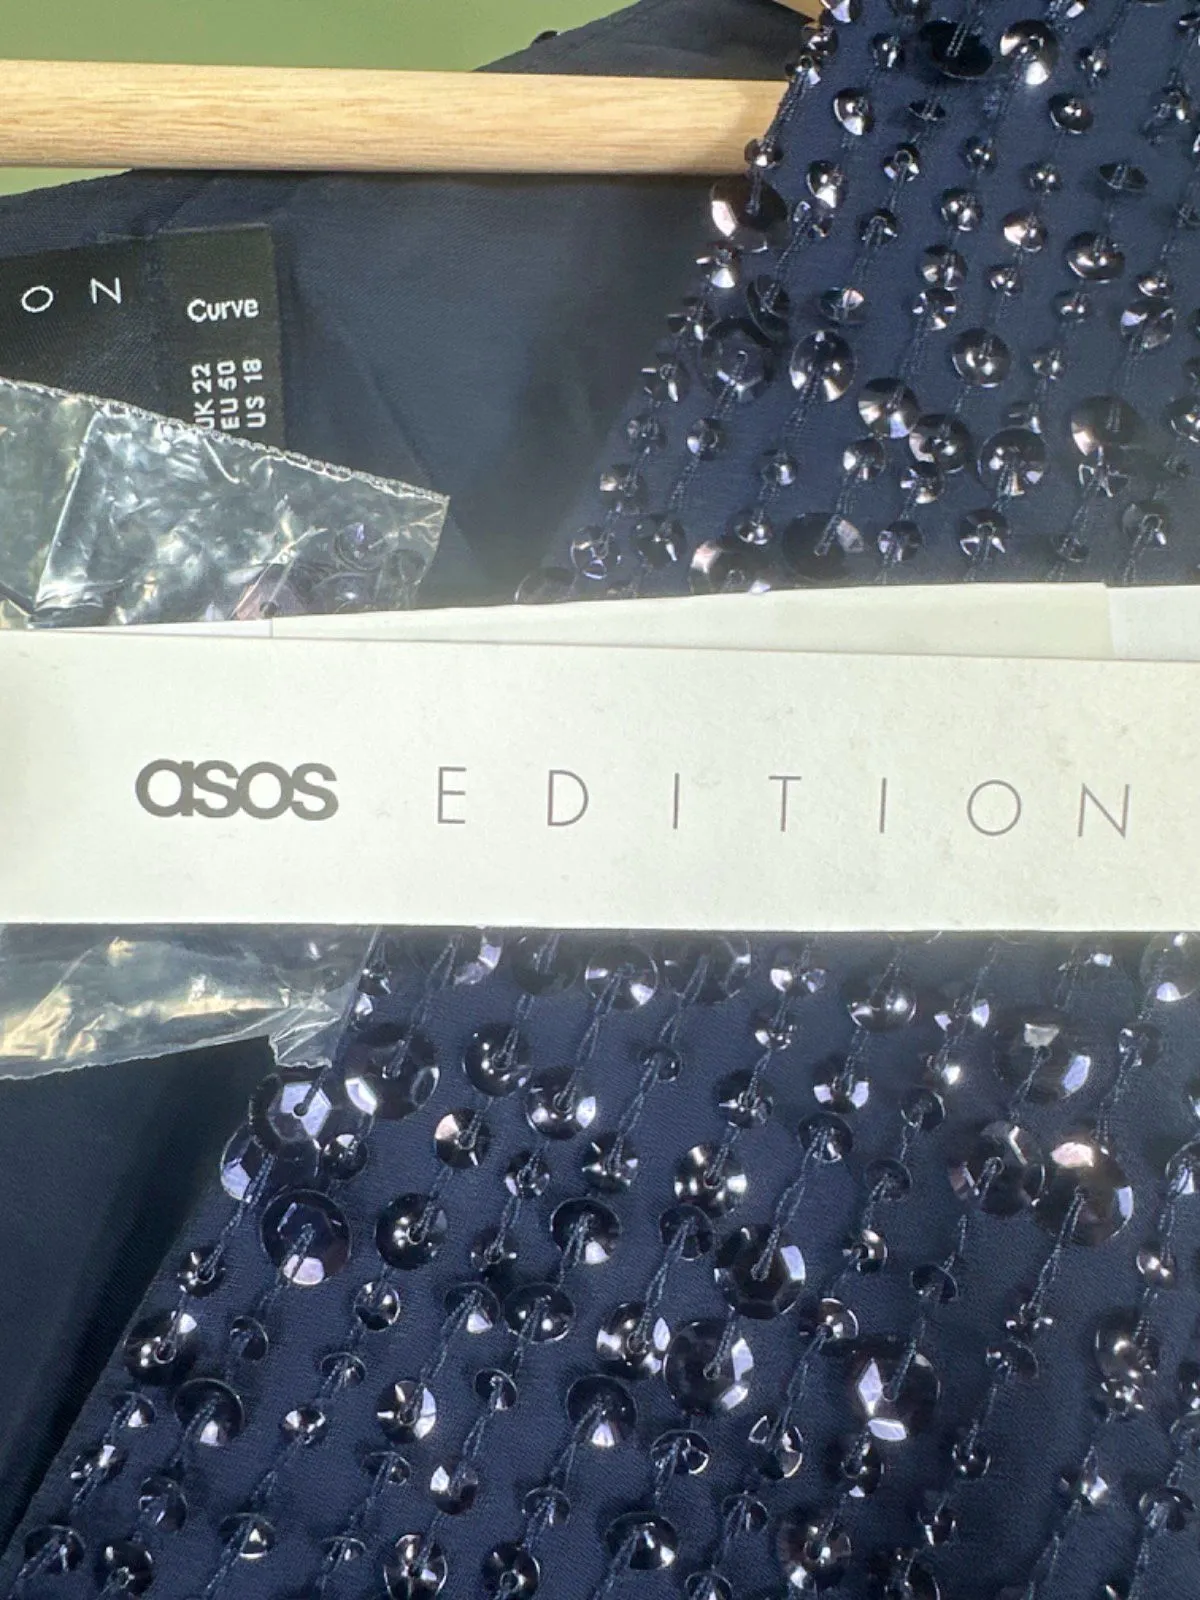 O N
Curve
UK 22
EU 50
US 18
asos EDITION